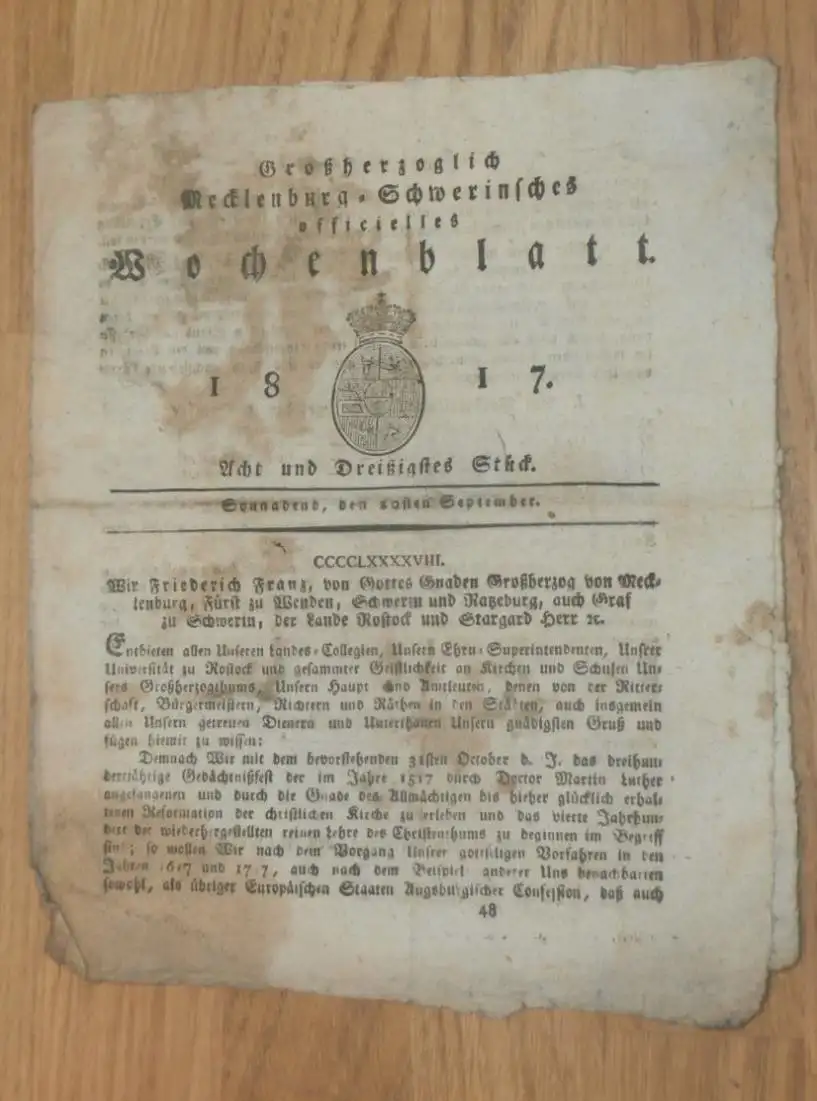 Großherzoglich
Mecklenburg-Schwerinsches
officielles
Wochenblatt.
1817.
Acht und Dreißigstes Stück.
Sonnabend, den 20sten September.
CCCCLXXXXVIII.
Wir Friederich Franz, von Gottes Gnaden Großherzog von Meck-
lenburg, Fürst zu Wenden, Schwerin und Ratzeburg, auch Graf
zu Schwerin, der Lande Rostock und Stargard Herr ꝛc.
Entbieten allen Unseren Landes-Collegien, Unsern Ehrn-Superintendenten, Unsrer
Universität zu Rostock und gesammter Geistlichkeit an Kirchen und Schulen Un-
sers Großherzogthums, Unsern Haupt- und Amtleuten, denen von der Ritter-
schaft, Bürgermeistern, Richtern und Räthen in den Städten, auch insgemein
allen Unsern getreuen Dienern und Unterthanen Unsern gnädigsten Gruß und
fügen hiemit zu wissen:
Demnach Wir mit dem bevorstehenden 31sten October d. J. das dreihun-
dertjährige Gedächtnißfest der im Jahre 1517 durch Doctor Martin Luther
angefangenen und durch die Gnade des Allmächtigen bis hieher glücklich erhal-
tenen Reformation der christlichen Kirche zu erleben und das vierte Jahrhun-
dert der wiederhergestellten reinen Lehre des Christenthums zu beginnen im Begriff
sind; so wollen Wir nach dem Vorgang Unsrer gottseligen Vorfahren in den
Jahren 1617 und 1717, auch nach dem Beispiel anderer Uns benachbarten
sowohl, als übriger Europäischen Staaten Augsburgischer Confession, daß auch
48